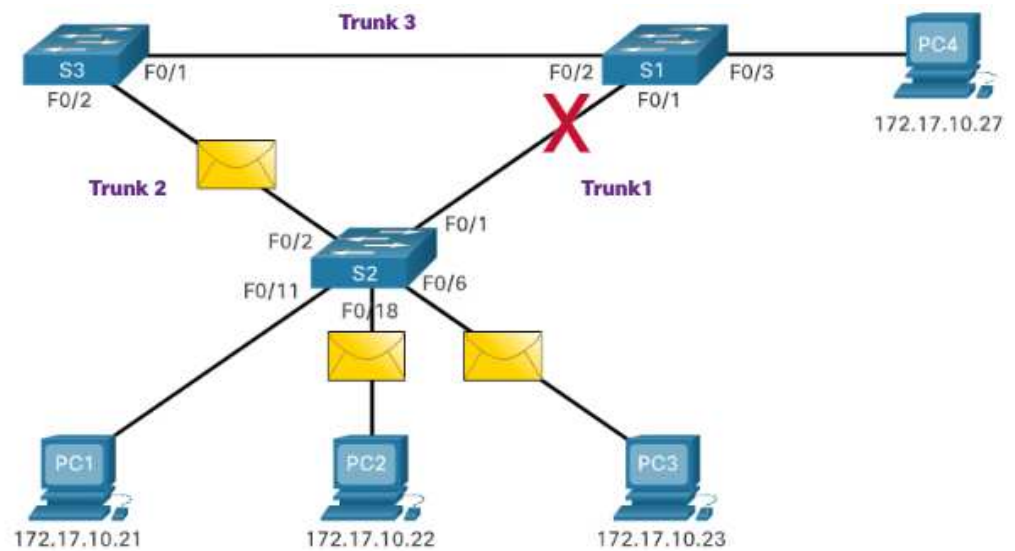 Trunk 3
PC4
S3
F0/1
F0/2
S1
F0/3
F0/2
F0/1
172.17.10.27
Trunk 2
Trunk1
F0/1
F0/2
S2
F0/11
F0/6
F0/18
PC1
PC2
PC3
172.17.10.21
172.17.10.22
172.17.10.23